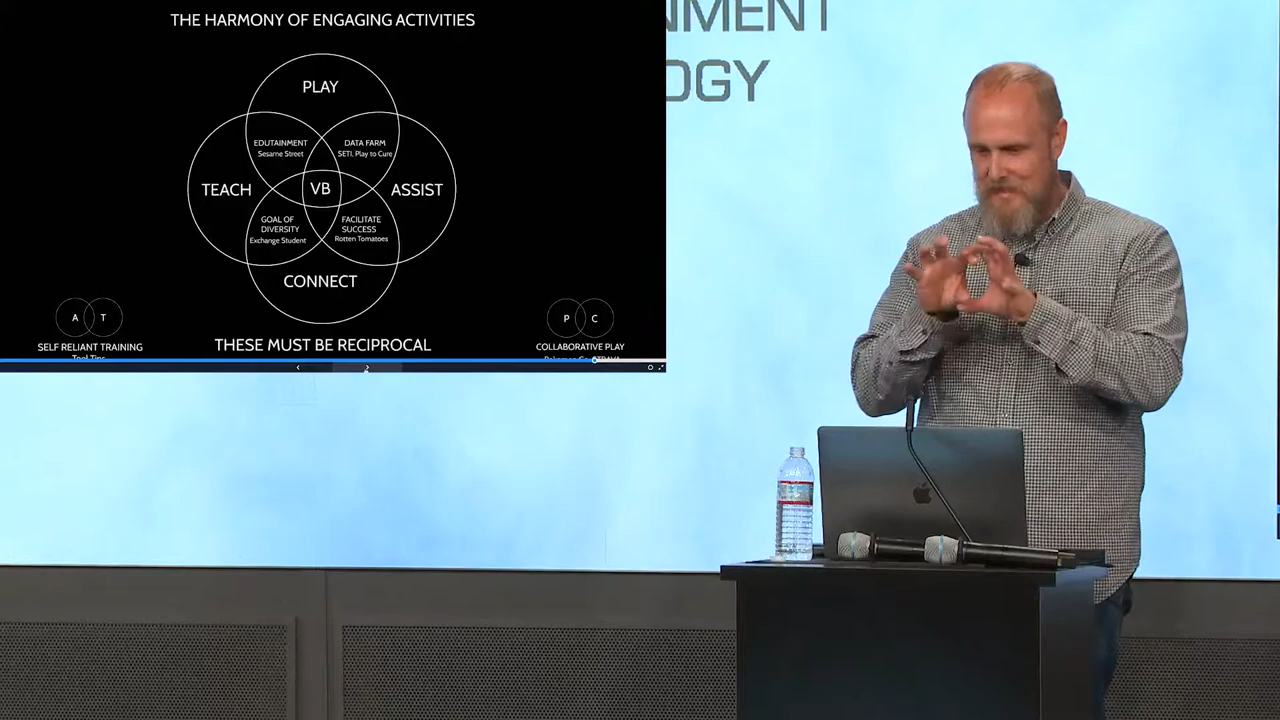 THE HARMONY OF ENGAGING ACTIVITIES
PLAY
EDUTAINMENT
Sesame Street
DATA FARM
SETI, Play to Cure
TEACH
VB
ASSIST
GOAL OF
DIVERSITY
Exchange Student
FACILITATE
SUCCESS
Rotten Tomatoes
CONNECT
A T
SELF RELIANT TRAINING
Tool Tips
THESE MUST BE RECIPROCAL
P C
COLLABORATIVE PLAY
NMENT
OGY